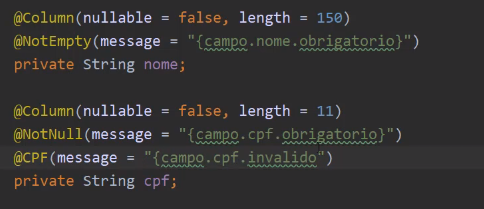 @Column(nullable = false, length = 150)
@NotEmpty(message = "{campo.nome.obrigatorio}")
private String nome;
@Column(nullable = false, length = 11)
@NotNull(message = "{campo.cpf.obrigatorio}")
@CPF(message = "{campo.cpf.invalido")
private String cpf;